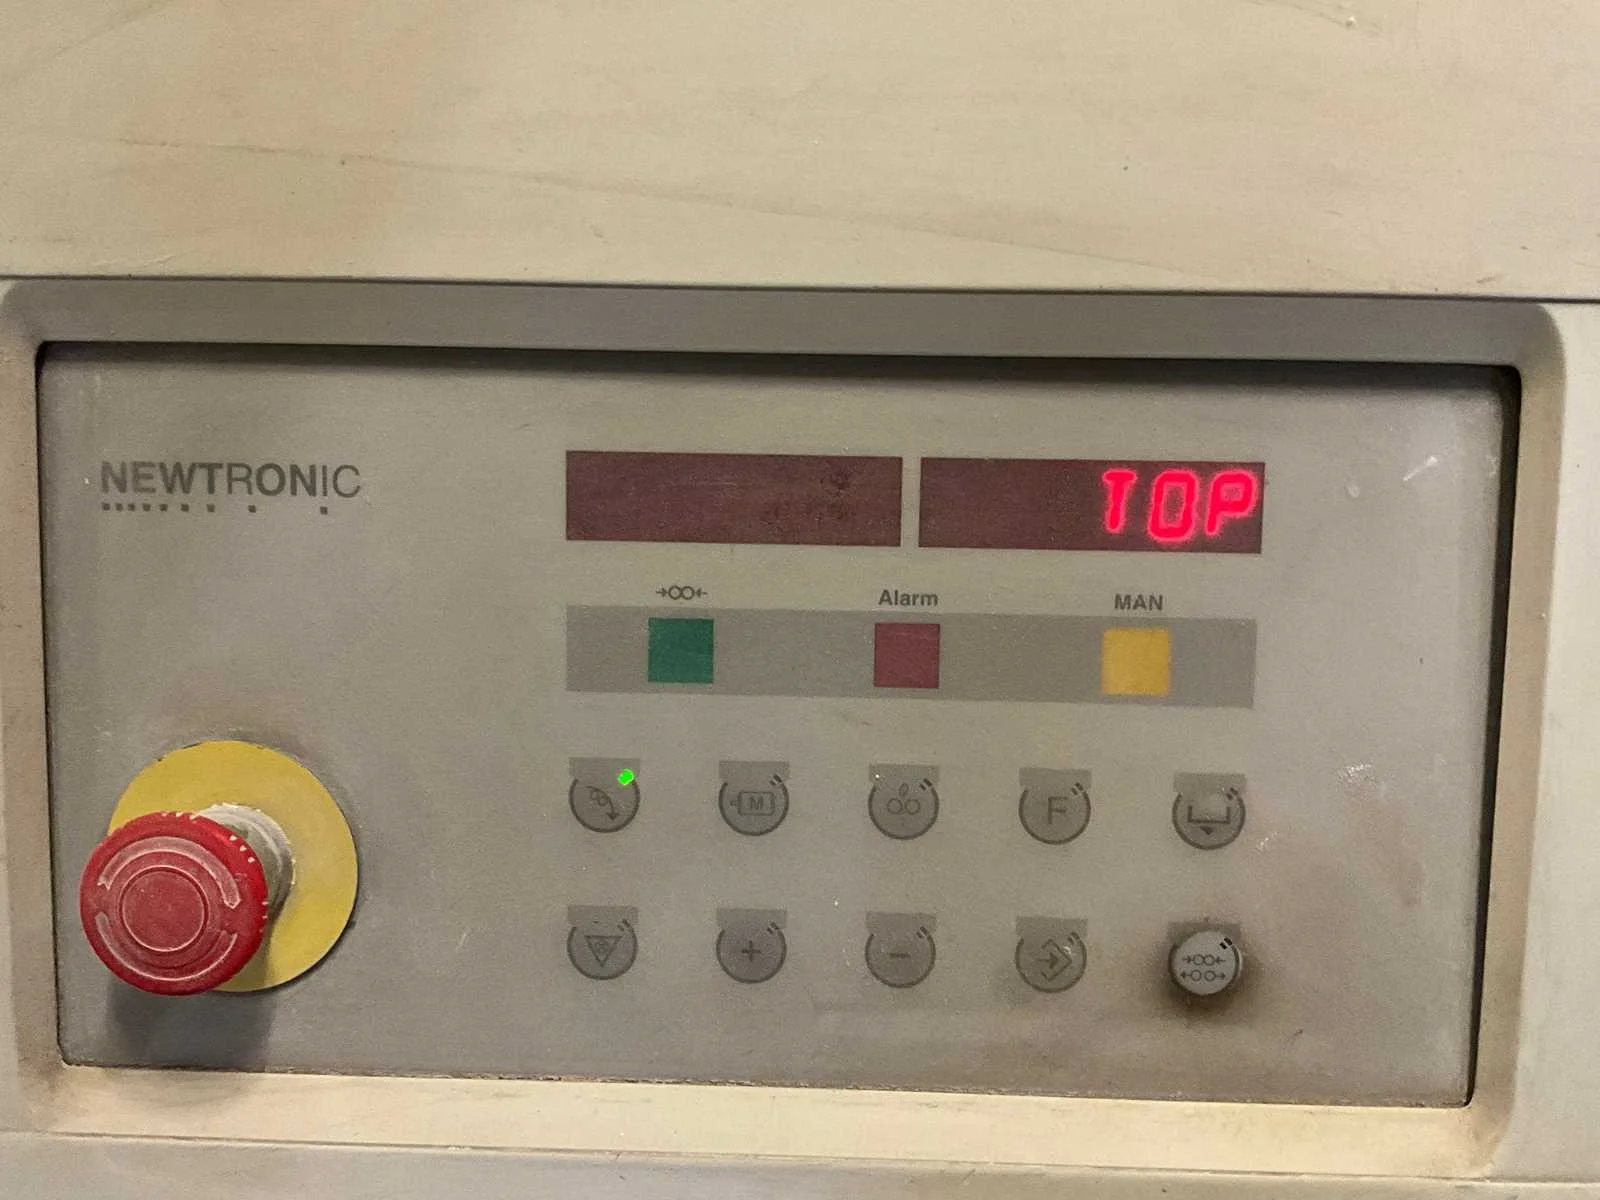 NEWTRONIC
TOP
Alarm
MAN
M
F
+
-